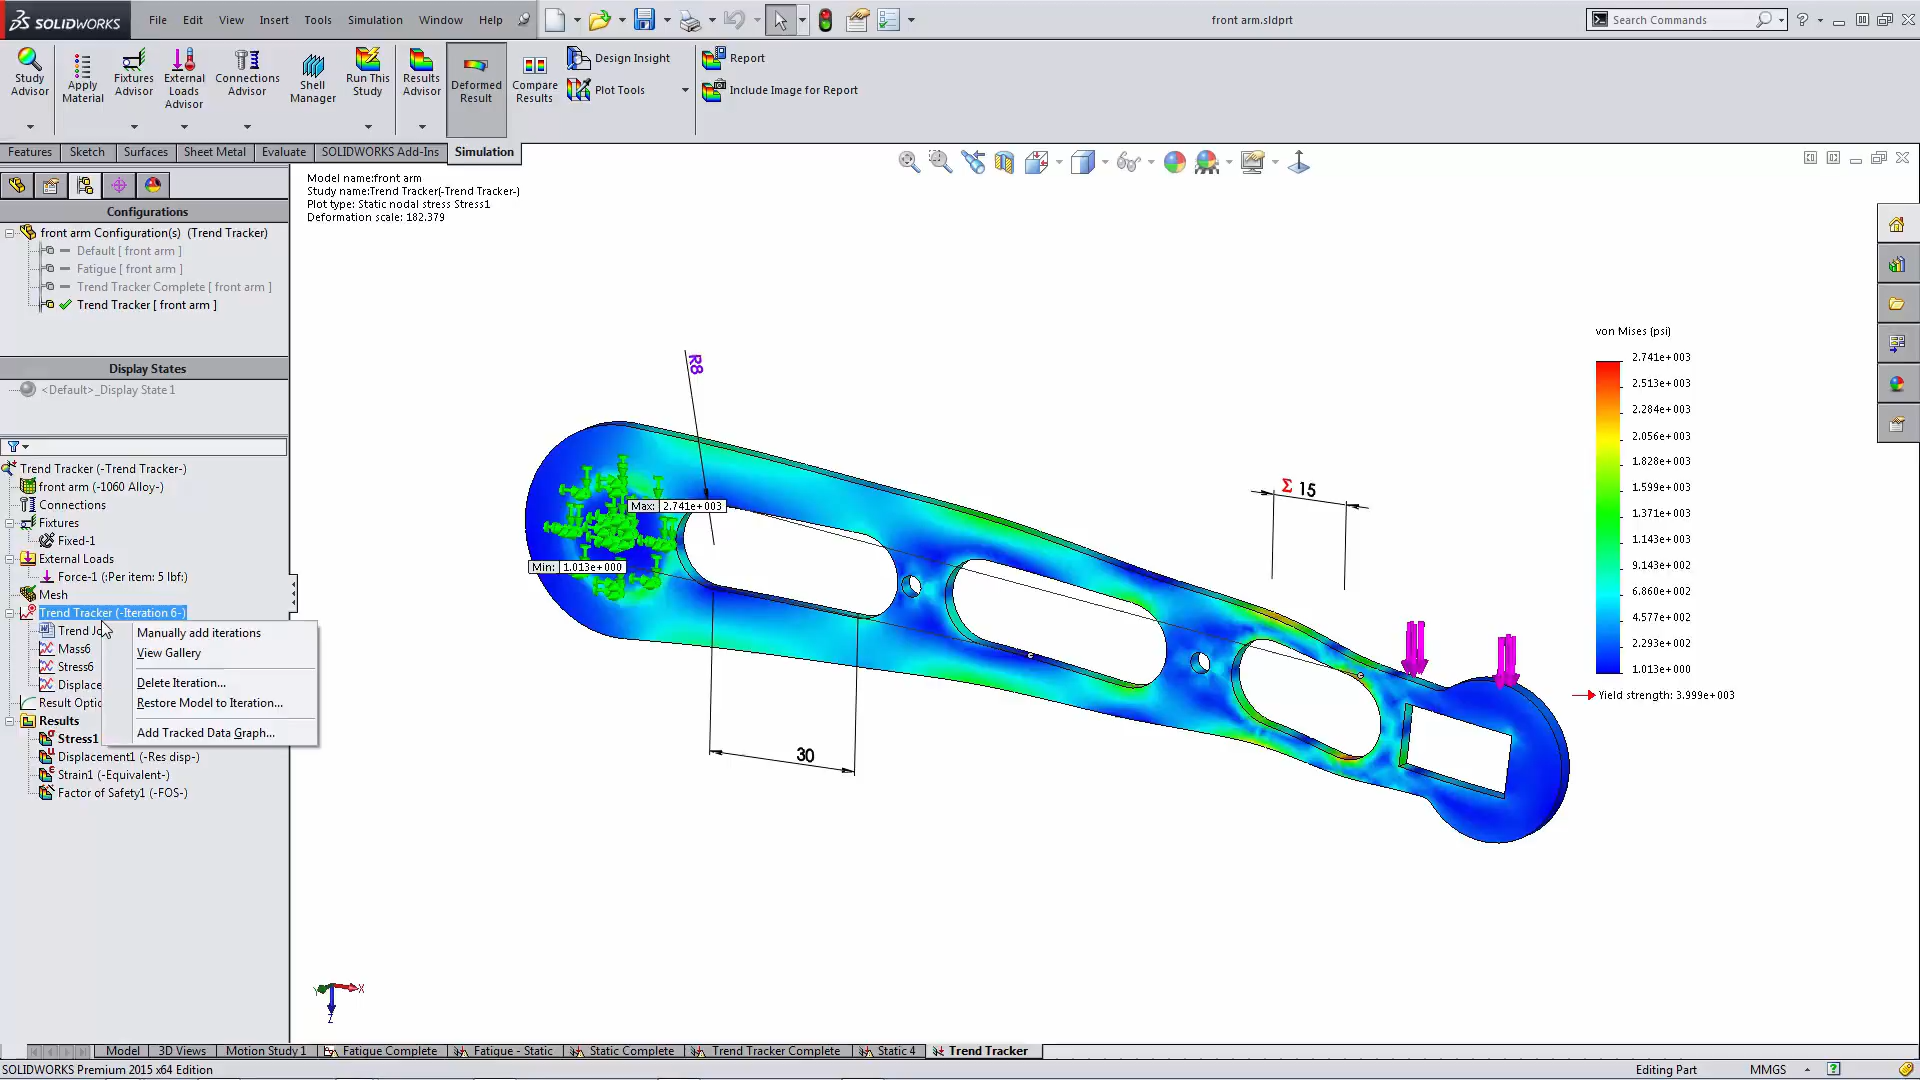 SOLIDWORKS
File Edit View Insert Tools Simulation Window Help
front arm.sldprt
Search Commands
Study Advisor
Apply Material
Fixtures Advisor
External Loads Advisor
Connections Advisor
Shell Manager
Run This Study
Results Advisor
Deformed Result
Compare Results
Design Insight
Plot Tools
Report
Include Image for Report
Features Sketch Surfaces Sheet Metal Evaluate SOLIDWORKS Add-Ins Simulation
Configurations
front arm Configuration(s) (Trend Tracker)
Default [ front arm ]
Fatigue [ front arm ]
Trend Tracker Complete [ front arm ]
Trend Tracker [ front arm ]
Display States
<Default>_Display State 1
Trend Tracker (-Trend Tracker-)
front arm (-1060 Alloy-)
Connections
Fixtures
Fixed-1
External Loads
Force-1 (:Per item: 5 lbf:)
Mesh
Trend Tracker (-Iteration 6-)
Trend Jo
Mass6
Stress6
Displace
Result Optio
Results
Stress1
Displacement1 (-Res disp-)
Strain1 (-Equivalent-)
Factor of Safety1 (-FOS-)
Manually add iterations
View Gallery
Delete Iteration...
Restore Model to Iteration...
Add Tracked Data Graph...
Model name:front arm
Study name:Trend Tracker(-Trend Tracker-)
Plot type: Static nodal stress Stress1
Deformation scale: 182.379
R8
Max: 2.741e+003
Min: 1.013e+000
Σ 15
30
von Mises (psi)
2.741e+003
2.513e+003
2.284e+003
2.056e+003
1.828e+003
1.599e+003
1.371e+003
1.143e+003
9.142e+002
6.860e+002
4.577e+002
2.293e+002
1.013e+000
Yield strength: 3.999e+003
Y X
Z
Model 3D Views Motion Study 1 Fatigue Complete Fatigue - Static Static Complete Trend Tracker Complete Static 4 Trend Tracker
SOLIDWORKS Premium 2015 x64 Edition
Editing Part
MMGS